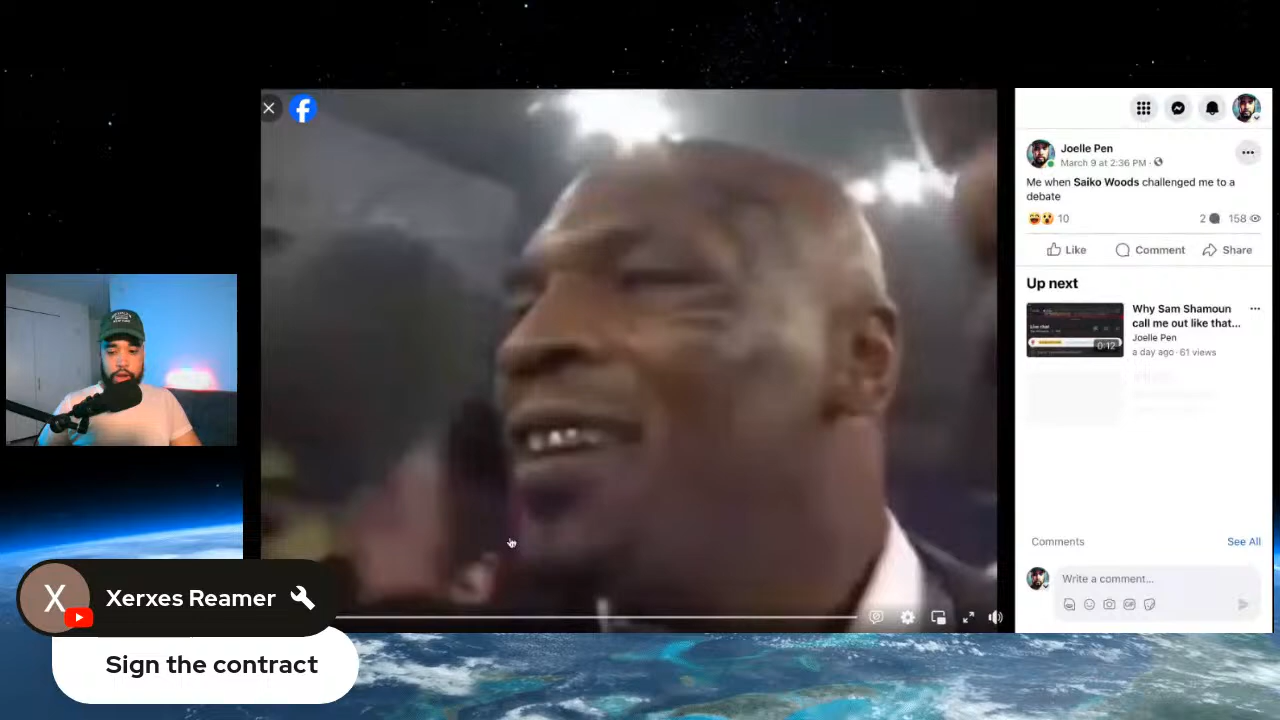 Joelle Pen
March 9 at 2:36 PM ·
Me when Saiko Woods challenged me to a
debate
10
2
158
Like
Comment
Share
Up next
0:12
Why Sam Shamoun
call me out like that...
Joelle Pen
a day ago · 61 views
Comments
See All
Write a comment...
X
Xerxes Reamer
Sign the contract